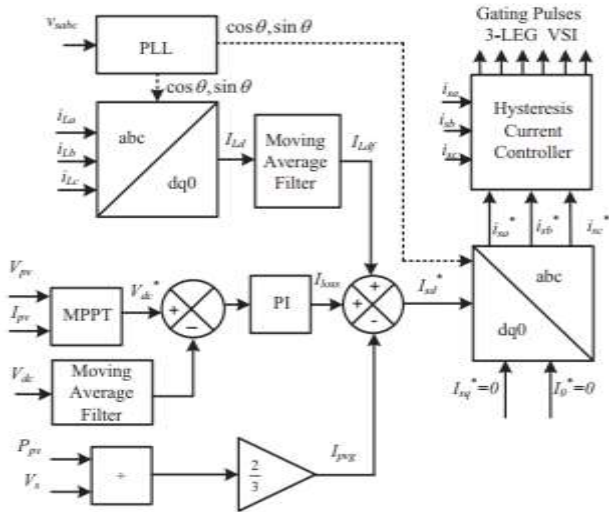 Gating Pulses
3-LEG VSI
v_sabc
PLL
cosθ, sinθ
cosθ, sinθ
i_La
i_Lb
i_Lc
abc
dq0
I_Ld
Moving
Average
Filter
I_Ldf
i_sa
i_sb
i_sc
Hysteresis
Current
Controller
i_sa*
i_sb*
i_sc*
V_pv
I_pv
MPPT
V_dc*
+
−
PI
I_loss
+
+
-
I_sd*
abc
dq0
I_sq*=0
I_0*=0
V_dc
Moving
Average
Filter
P_pv
V_s
÷
2
3
I_pvg